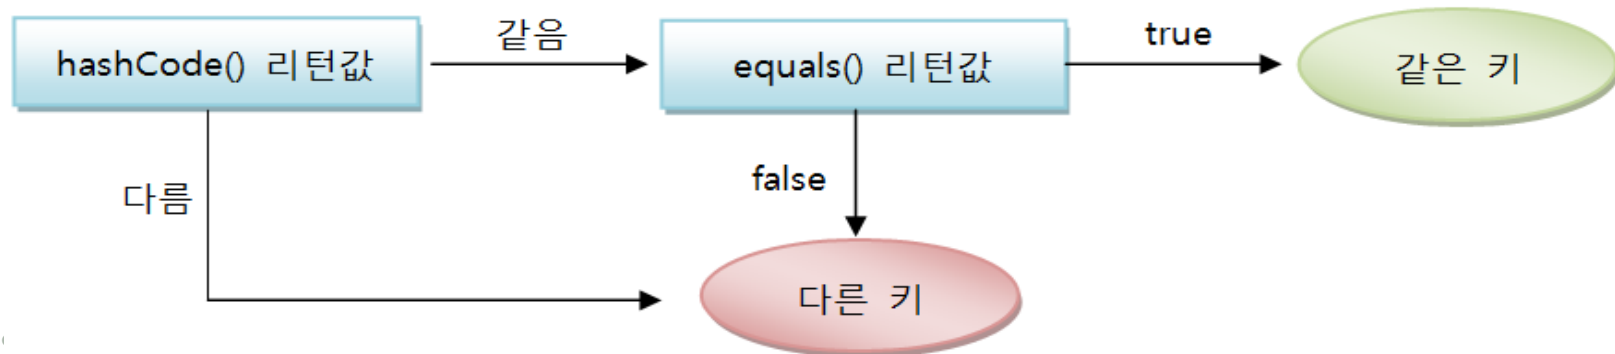 hashCode() 리턴값
같음
equals() 리턴값
true
같은 키
다름
false
다른 키